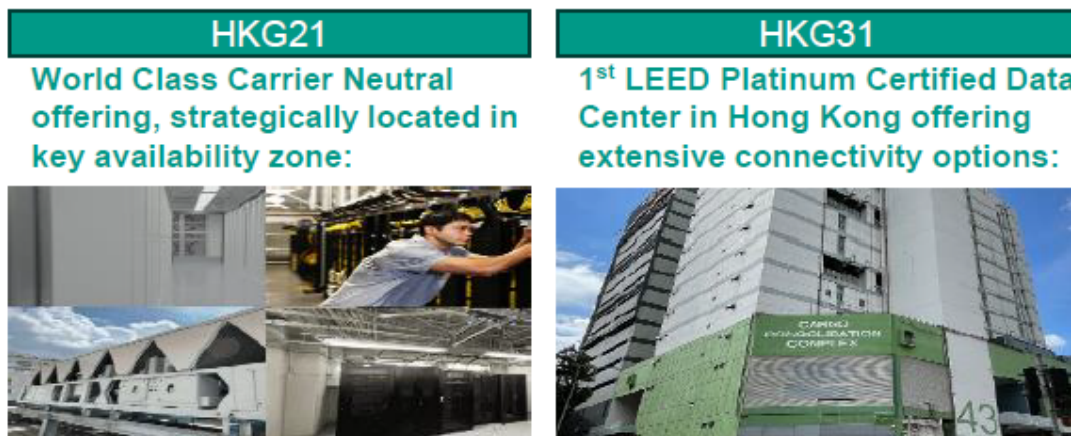 HKG21
World Class Carrier Neutral
offering, strategically located in
key availability zone:
HKG31
1st LEED Platinum Certified Data
Center in Hong Kong offering
extensive connectivity options:
CARGO
CONSOLIDATION
COMPLEX
43